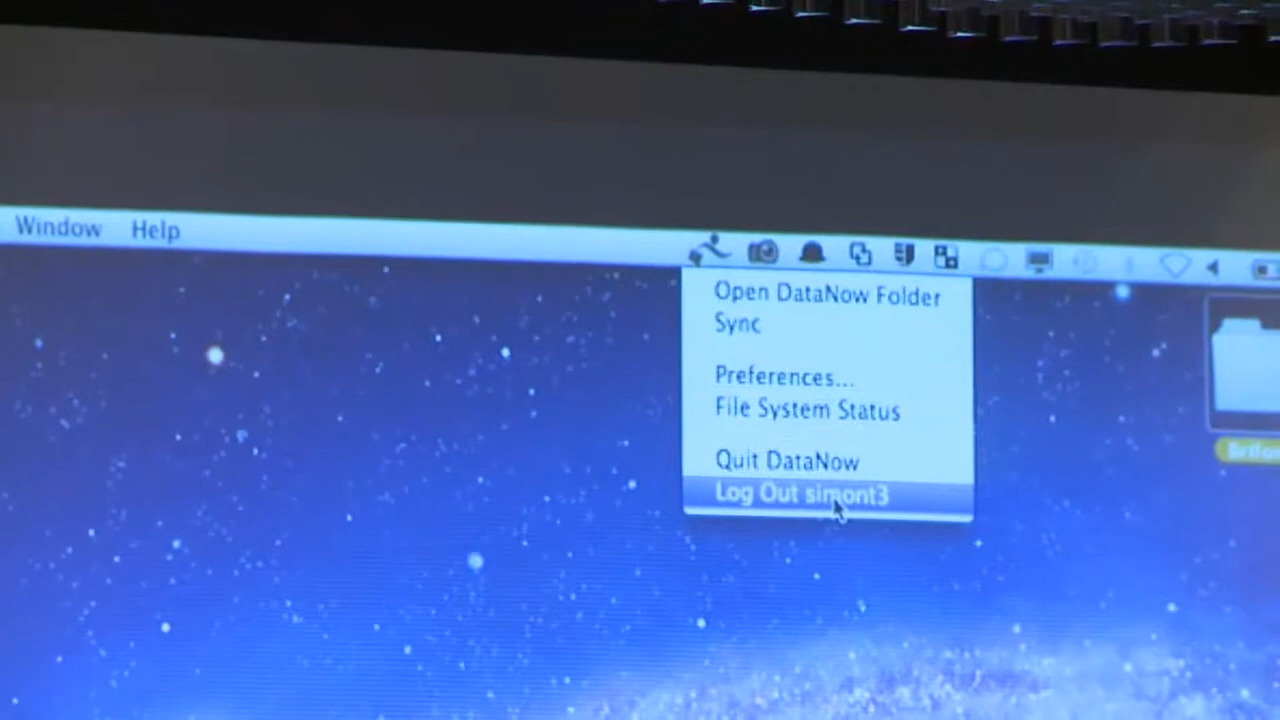 Window Help
Open DataNow Folder
Sync
Preferences...
File System Status
Quit DataNow
Log Out simont3